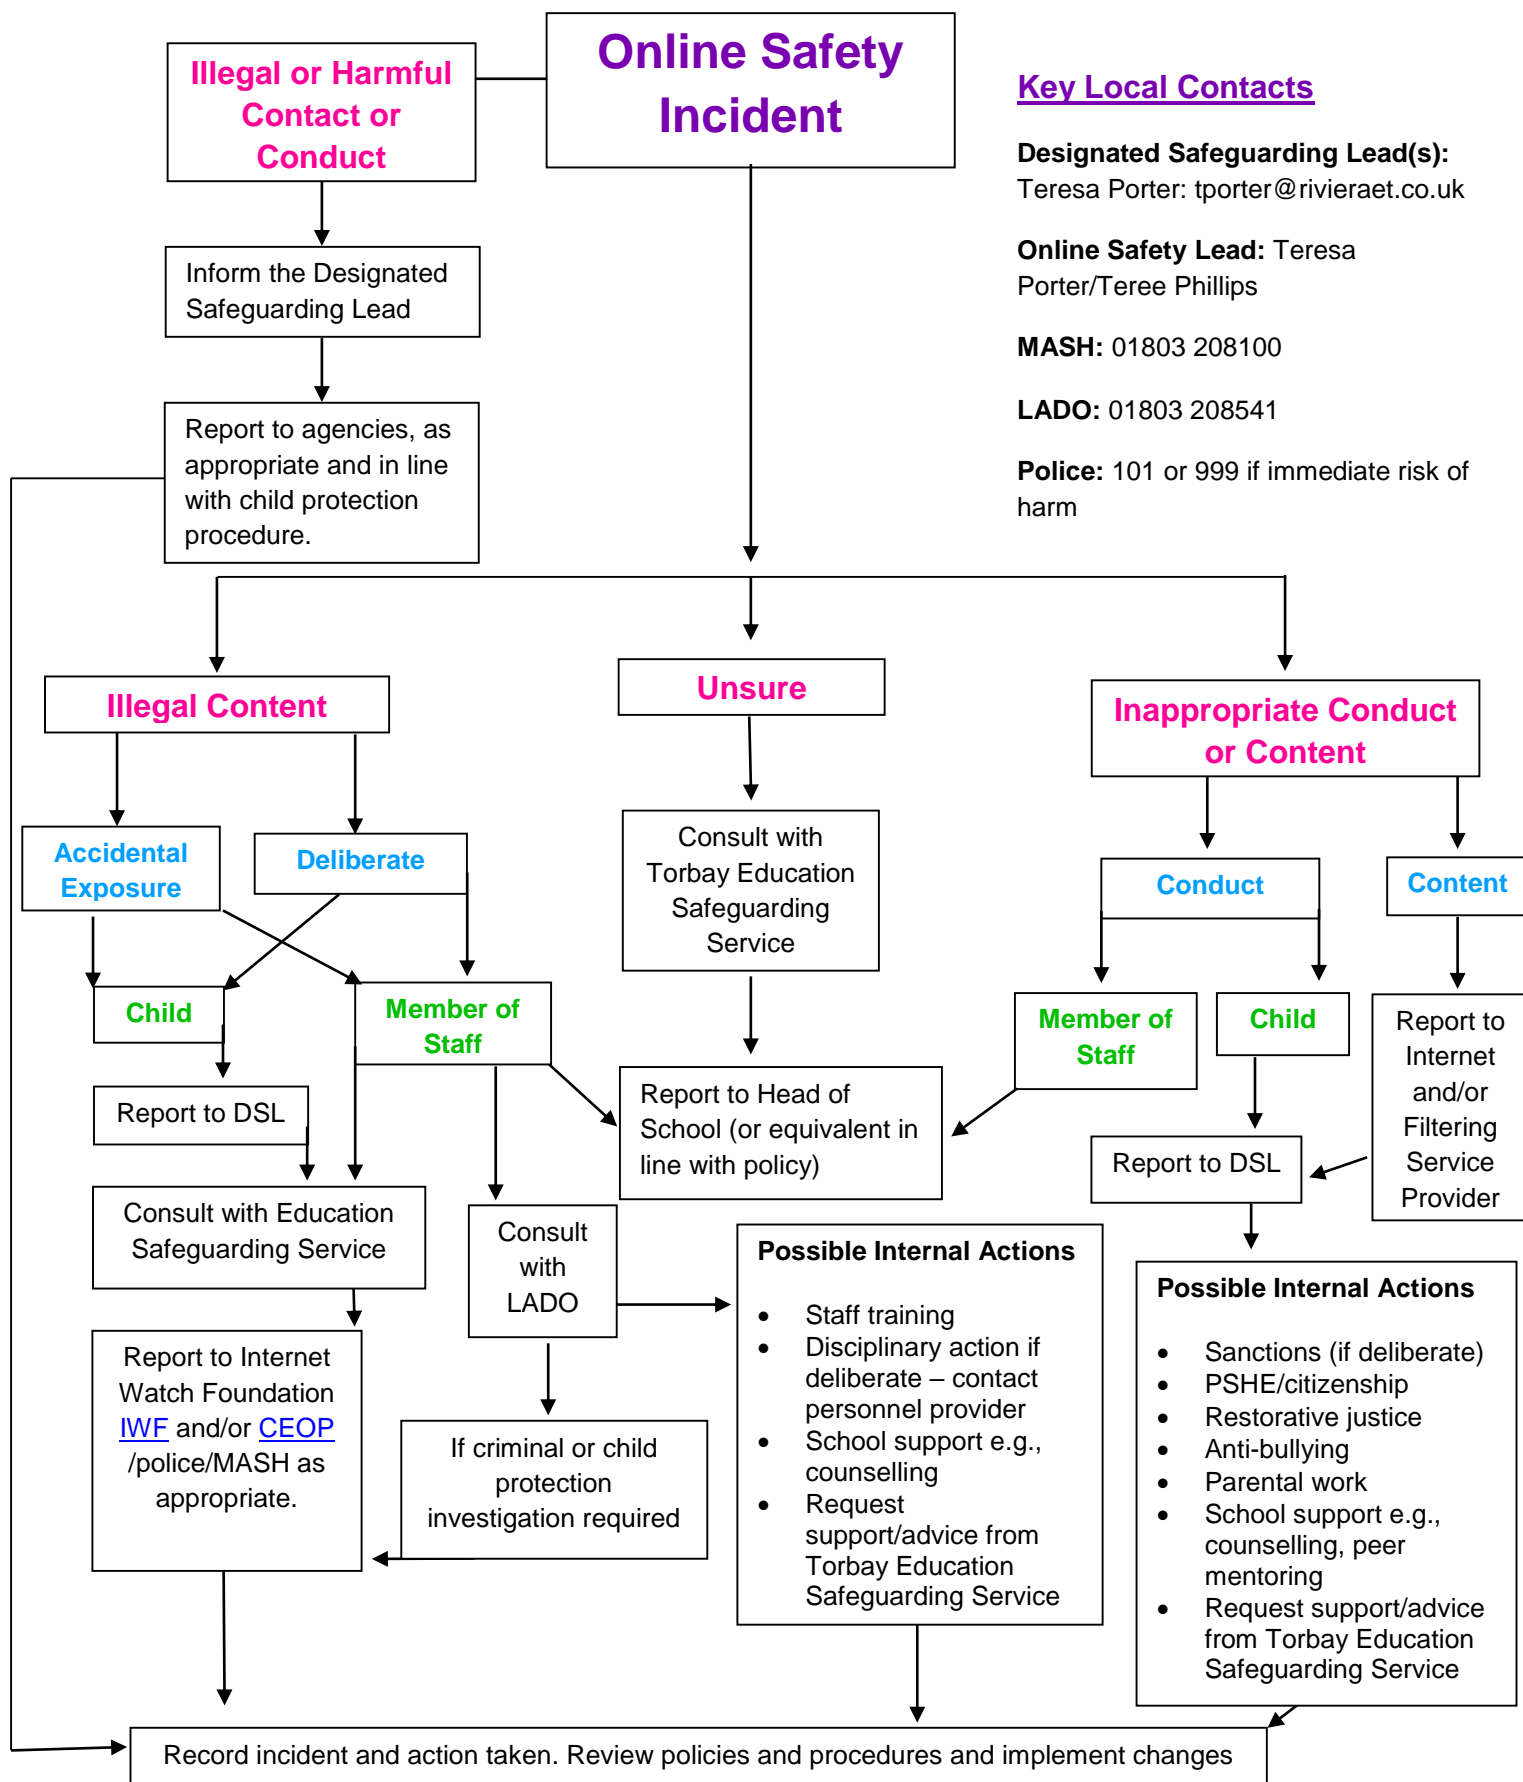 Online Safety
Incident
Illegal or Harmful
Contact or
Conduct
Key Local Contacts
Designated Safeguarding Lead(s):
Teresa Porter: tporter@rivieraet.co.uk
Online Safety Lead: Teresa
Porter/Teree Phillips
MASH: 01803 208100
LADO: 01803 208541
Police: 101 or 999 if immediate risk of
harm
Inform the Designated
Safeguarding Lead
Report to agencies, as
appropriate and in line
with child protection
procedure.
Illegal Content
Unsure
Inappropriate Conduct
or Content
Accidental
Exposure
Deliberate
Consult with
Torbay Education
Safeguarding
Service
Conduct
Content
Child
Member of
Staff
Member of
Staff
Child
Report to
Internet
and/or
Filtering
Service
Provider
Report to DSL
Report to Head of
School (or equivalent in
line with policy)
Report to DSL
Consult with Education
Safeguarding Service
Consult
with
LADO
Possible Internal Actions
• Staff training
• Disciplinary action if
deliberate – contact
personnel provider
• School support e.g.,
counselling
• Request
support/advice from
Torbay Education
Safeguarding Service
Possible Internal Actions
• Sanctions (if deliberate)
• PSHE/citizenship
• Restorative justice
• Anti-bullying
• Parental work
• School support e.g.,
counselling, peer
mentoring
• Request support/advice
from Torbay Education
Safeguarding Service
Report to Internet
Watch Foundation
IWF and/or CEOP
/police/MASH as
appropriate.
If criminal or child
protection
investigation required
Record incident and action taken. Review policies and procedures and implement changes